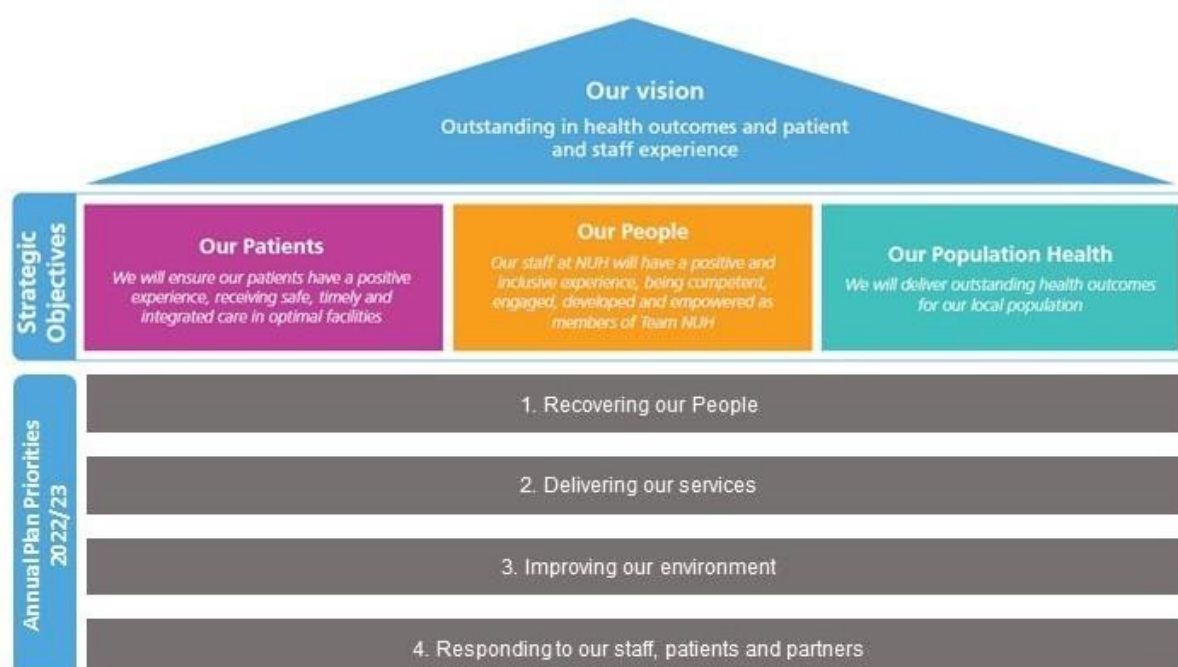 Our vision
Outstanding in health outcomes and patient
and staff experience
Strategic
Objectives
Our Patients
We will ensure our patients have a positive
experience, receiving safe, timely and
integrated care in optimal facilities
Our People
Our staff at NUH will have a positive and
inclusive experience, being competent,
engaged, developed and empowered as
members of Team NUH
Our Population Health
We will deliver outstanding health outcomes
for our local population
Annual Plan Priorities
2022/23
1. Recovering our People
2. Delivering our services
3. Improving our environment
4. Responding to our staff, patients and partners